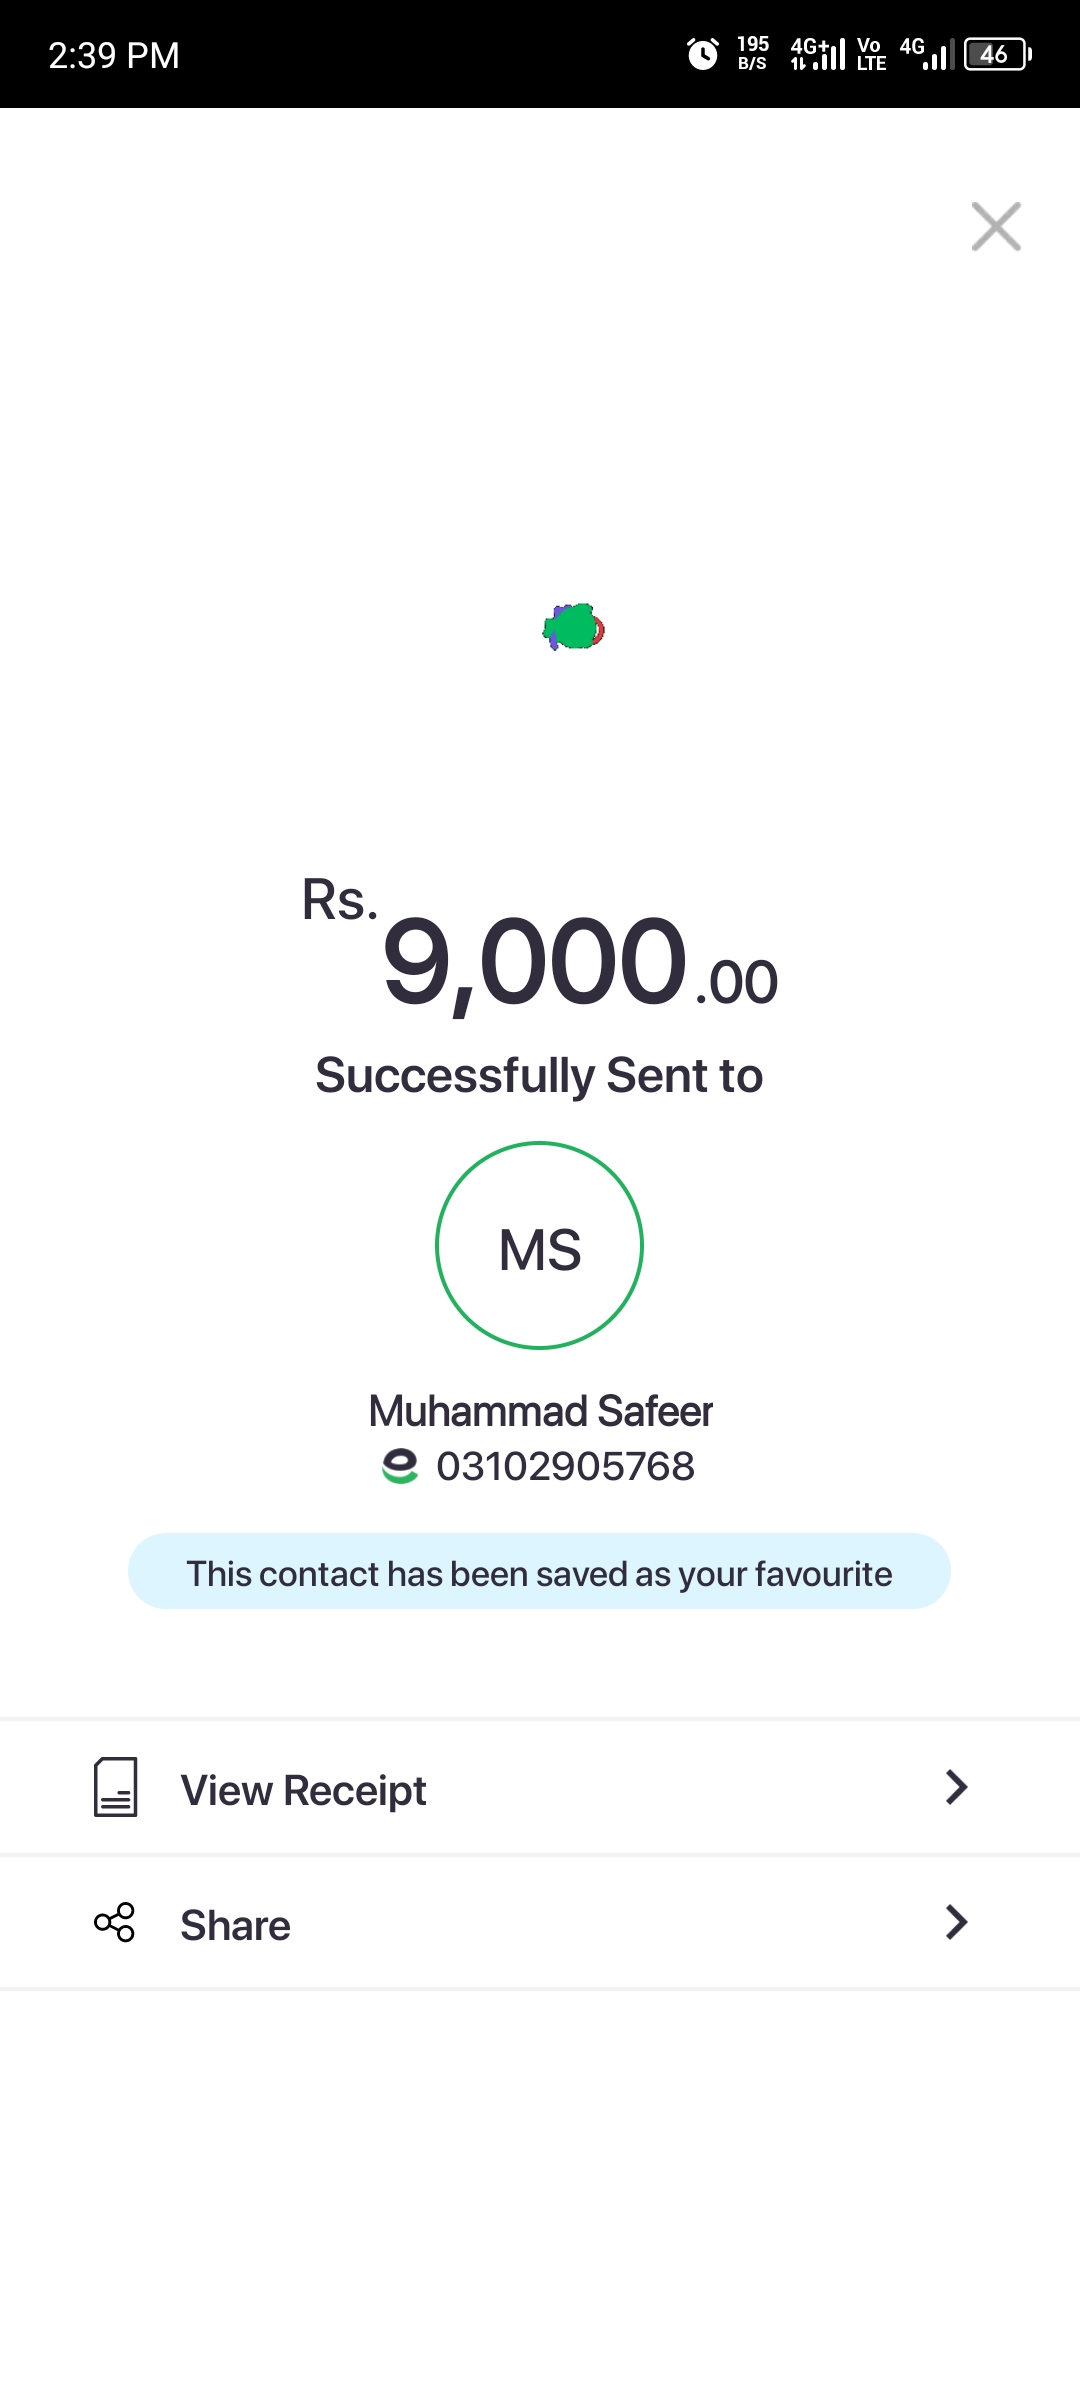 2:39 PM
195
B/S
4G+
Vo
LTE
4G
46
Rs.
9,000.00
Successfully Sent to
MS
Muhammad Safeer
03102905768
This contact has been saved as your favourite
View Receipt
Share